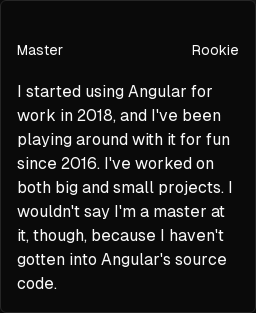 Master Rookie
I started using Angular for
work in 2018, and I've been
playing around with it for fun
since 2016. I've worked on
both big and small projects. I
wouldn't say I'm a master at
it, though, because I haven't
gotten into Angular's source
code.